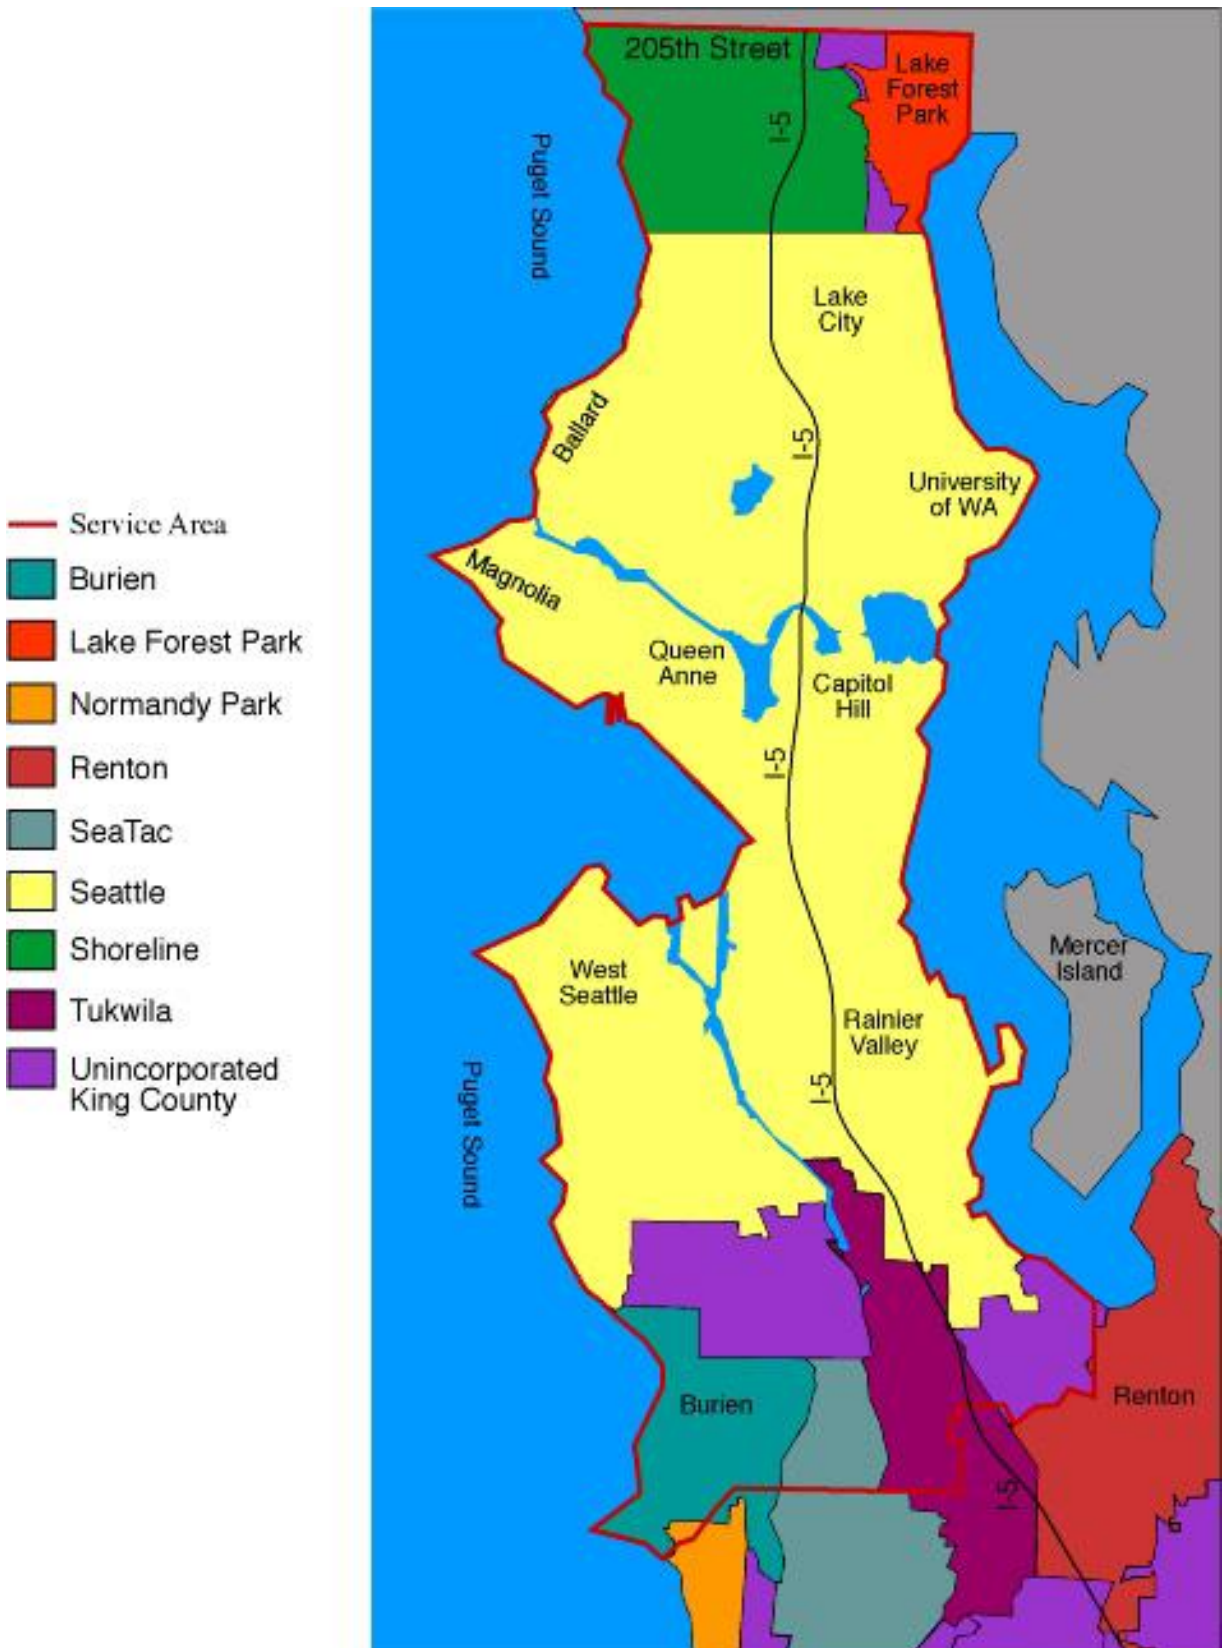 205th Street
Lake
Forest
Park
I-5
Puget Sound
Lake
City
Ballard
I-5
University
of WA
Magnolia
Queen
Anne
Capitol
Hill
I-5
Mercer
Island
West
Seattle
Rainier
Valley
I-5
Puget Sound
Burien
Renton
I-5
Service Area
Burien
Lake Forest Park
Normandy Park
Renton
SeaTac
Seattle
Shoreline
Tukwila
Unincorporated
King County